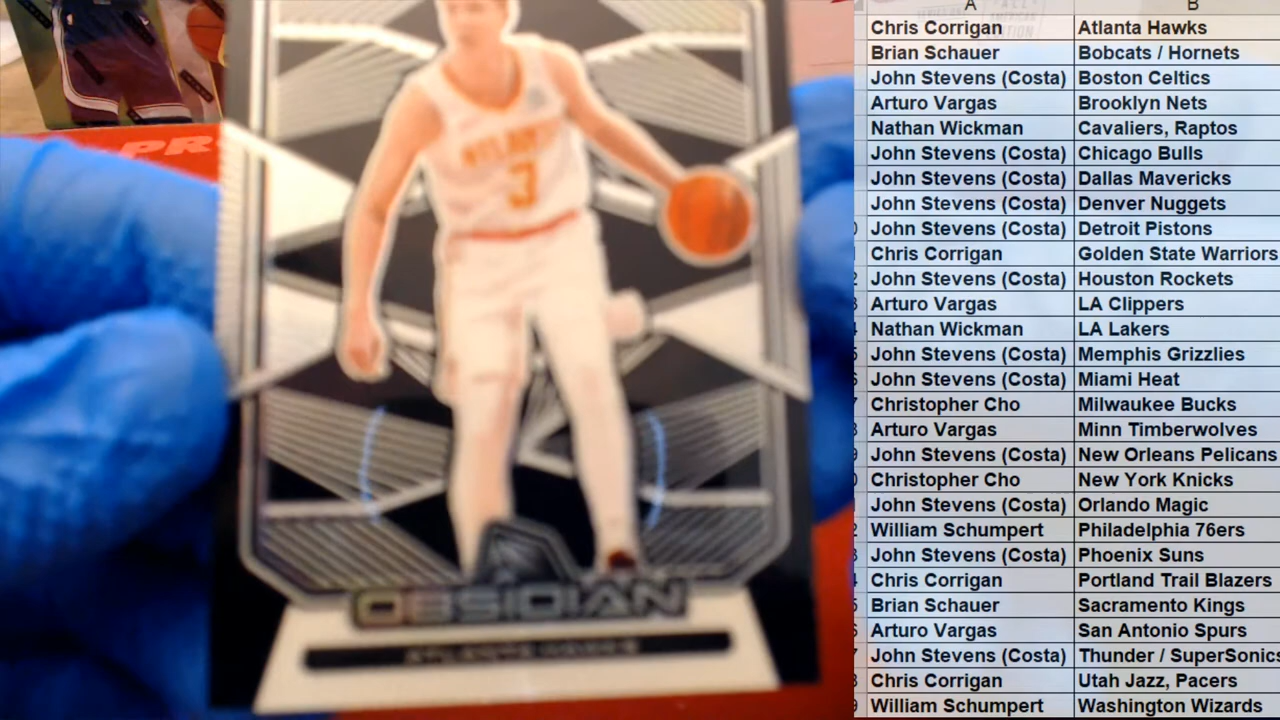 A B
Chris Corrigan Atlanta Hawks
Brian Schauer Bobcats / Hornets
John Stevens (Costa) Boston Celtics
Arturo Vargas Brooklyn Nets
Nathan Wickman Cavaliers, Raptos
John Stevens (Costa) Chicago Bulls
John Stevens (Costa) Dallas Mavericks
John Stevens (Costa) Denver Nuggets
John Stevens (Costa) Detroit Pistons
Chris Corrigan Golden State Warriors
John Stevens (Costa) Houston Rockets
Arturo Vargas LA Clippers
Nathan Wickman LA Lakers
John Stevens (Costa) Memphis Grizzlies
John Stevens (Costa) Miami Heat
Christopher Cho Milwaukee Bucks
Arturo Vargas Minn Timberwolves
John Stevens (Costa) New Orleans Pelicans
Christopher Cho New York Knicks
John Stevens (Costa) Orlando Magic
William Schumpert Philadelphia 76ers
John Stevens (Costa) Phoenix Suns
Chris Corrigan Portland Trail Blazers
Brian Schauer Sacramento Kings
Arturo Vargas San Antonio Spurs
John Stevens (Costa) Thunder / SuperSonics
Chris Corrigan Utah Jazz, Pacers
William Schumpert Washington Wizards
PR
ATLANTA
3
OBSIDIAN
ATLANTA HAWKS